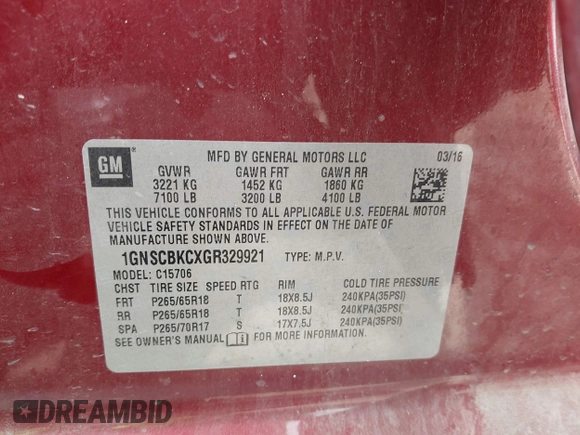 GM
MFD BY GENERAL MOTORS LLC 03/16
GVWR GAWR FRT GAWR RR
3221 KG 1452 KG 1860 KG
7100 LB 3200 LB 4100 LB
THIS VEHICLE CONFORMS TO ALL APPLICABLE U.S. FEDERAL MOTOR
VEHICLE SAFETY STANDARDS IN EFFECT ON THE DATE OF
MANUFACTURE SHOWN ABOVE.
1GNSCBKCXGR329921 TYPE: M.P.V.
MODEL: C15706
CHST TIRE SIZE SPEED RTG RIM COLD TIRE PRESSURE
FRT P265/65R18 T 18X8.5J 240KPA(35PSI)
RR P265/65R18 T 18X8.5J 240KPA(35PSI)
SPA P265/70R17 S 17X7.5J 240KPA(35PSI)
SEE OWNER'S MANUAL FOR MORE INFORMATION.
DREAMBID